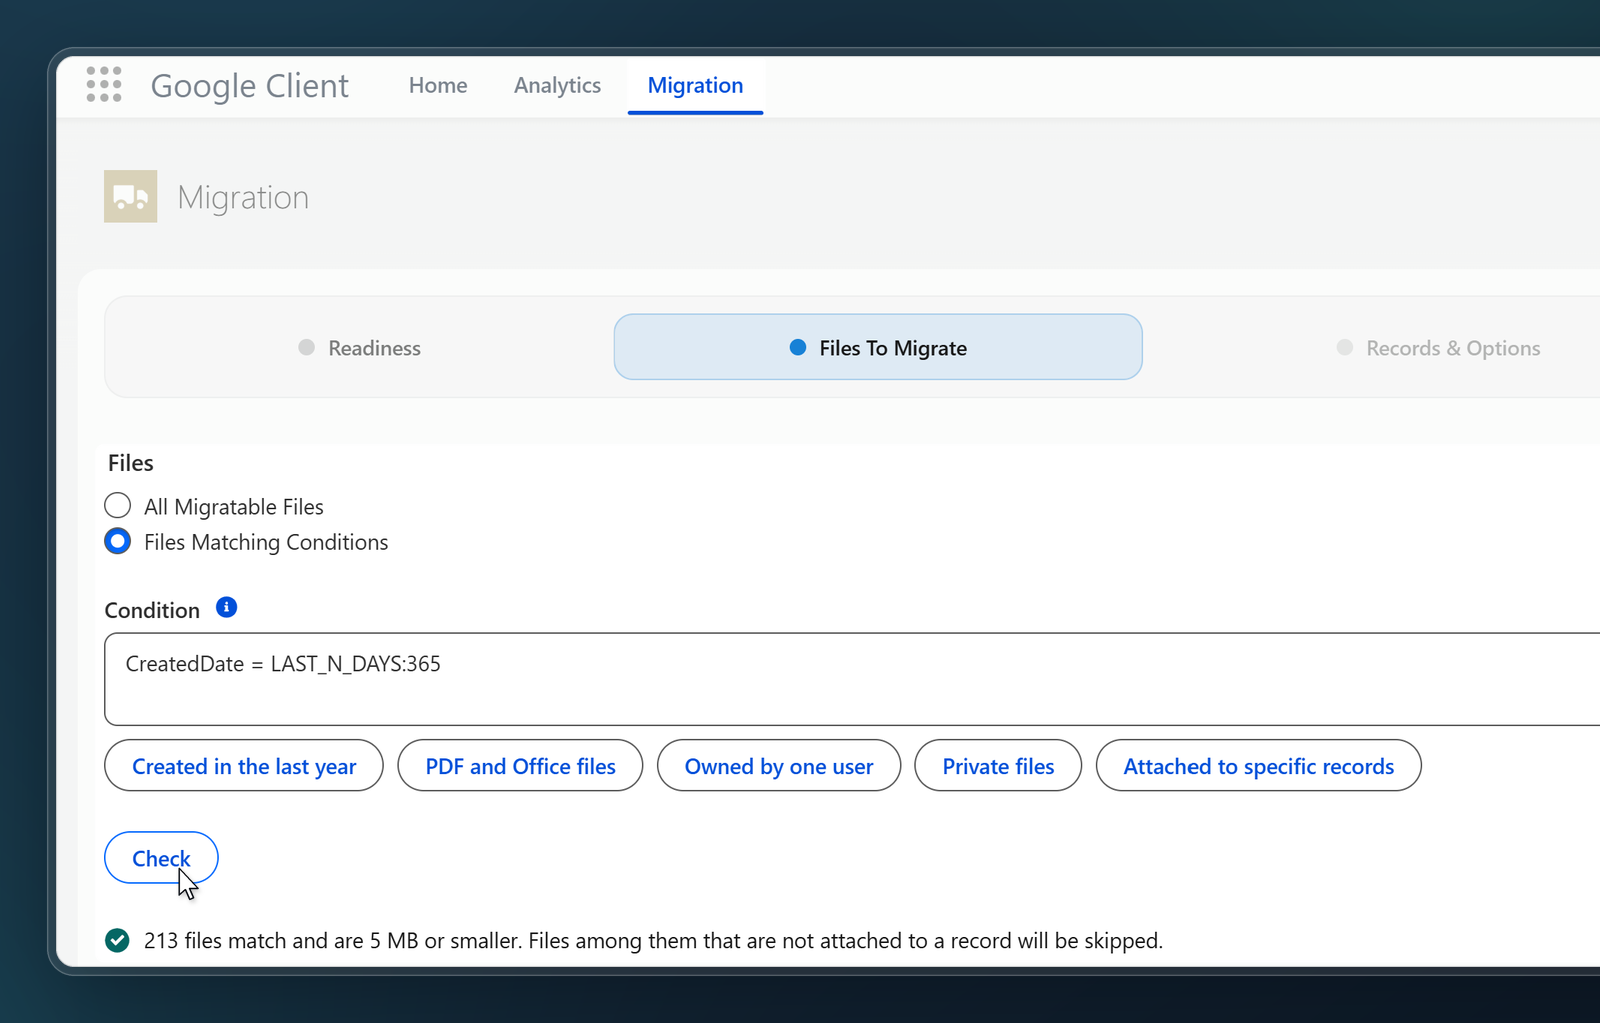 Google Client Home Analytics Migration
Migration
Readiness Files To Migrate Records & Options
Files
All Migratable Files
Files Matching Conditions
Condition
CreatedDate = LAST_N_DAYS:365
Created in the last year PDF and Office files Owned by one user Private files Attached to specific records
Check
213 files match and are 5 MB or smaller. Files among them that are not attached to a record will be skipped.